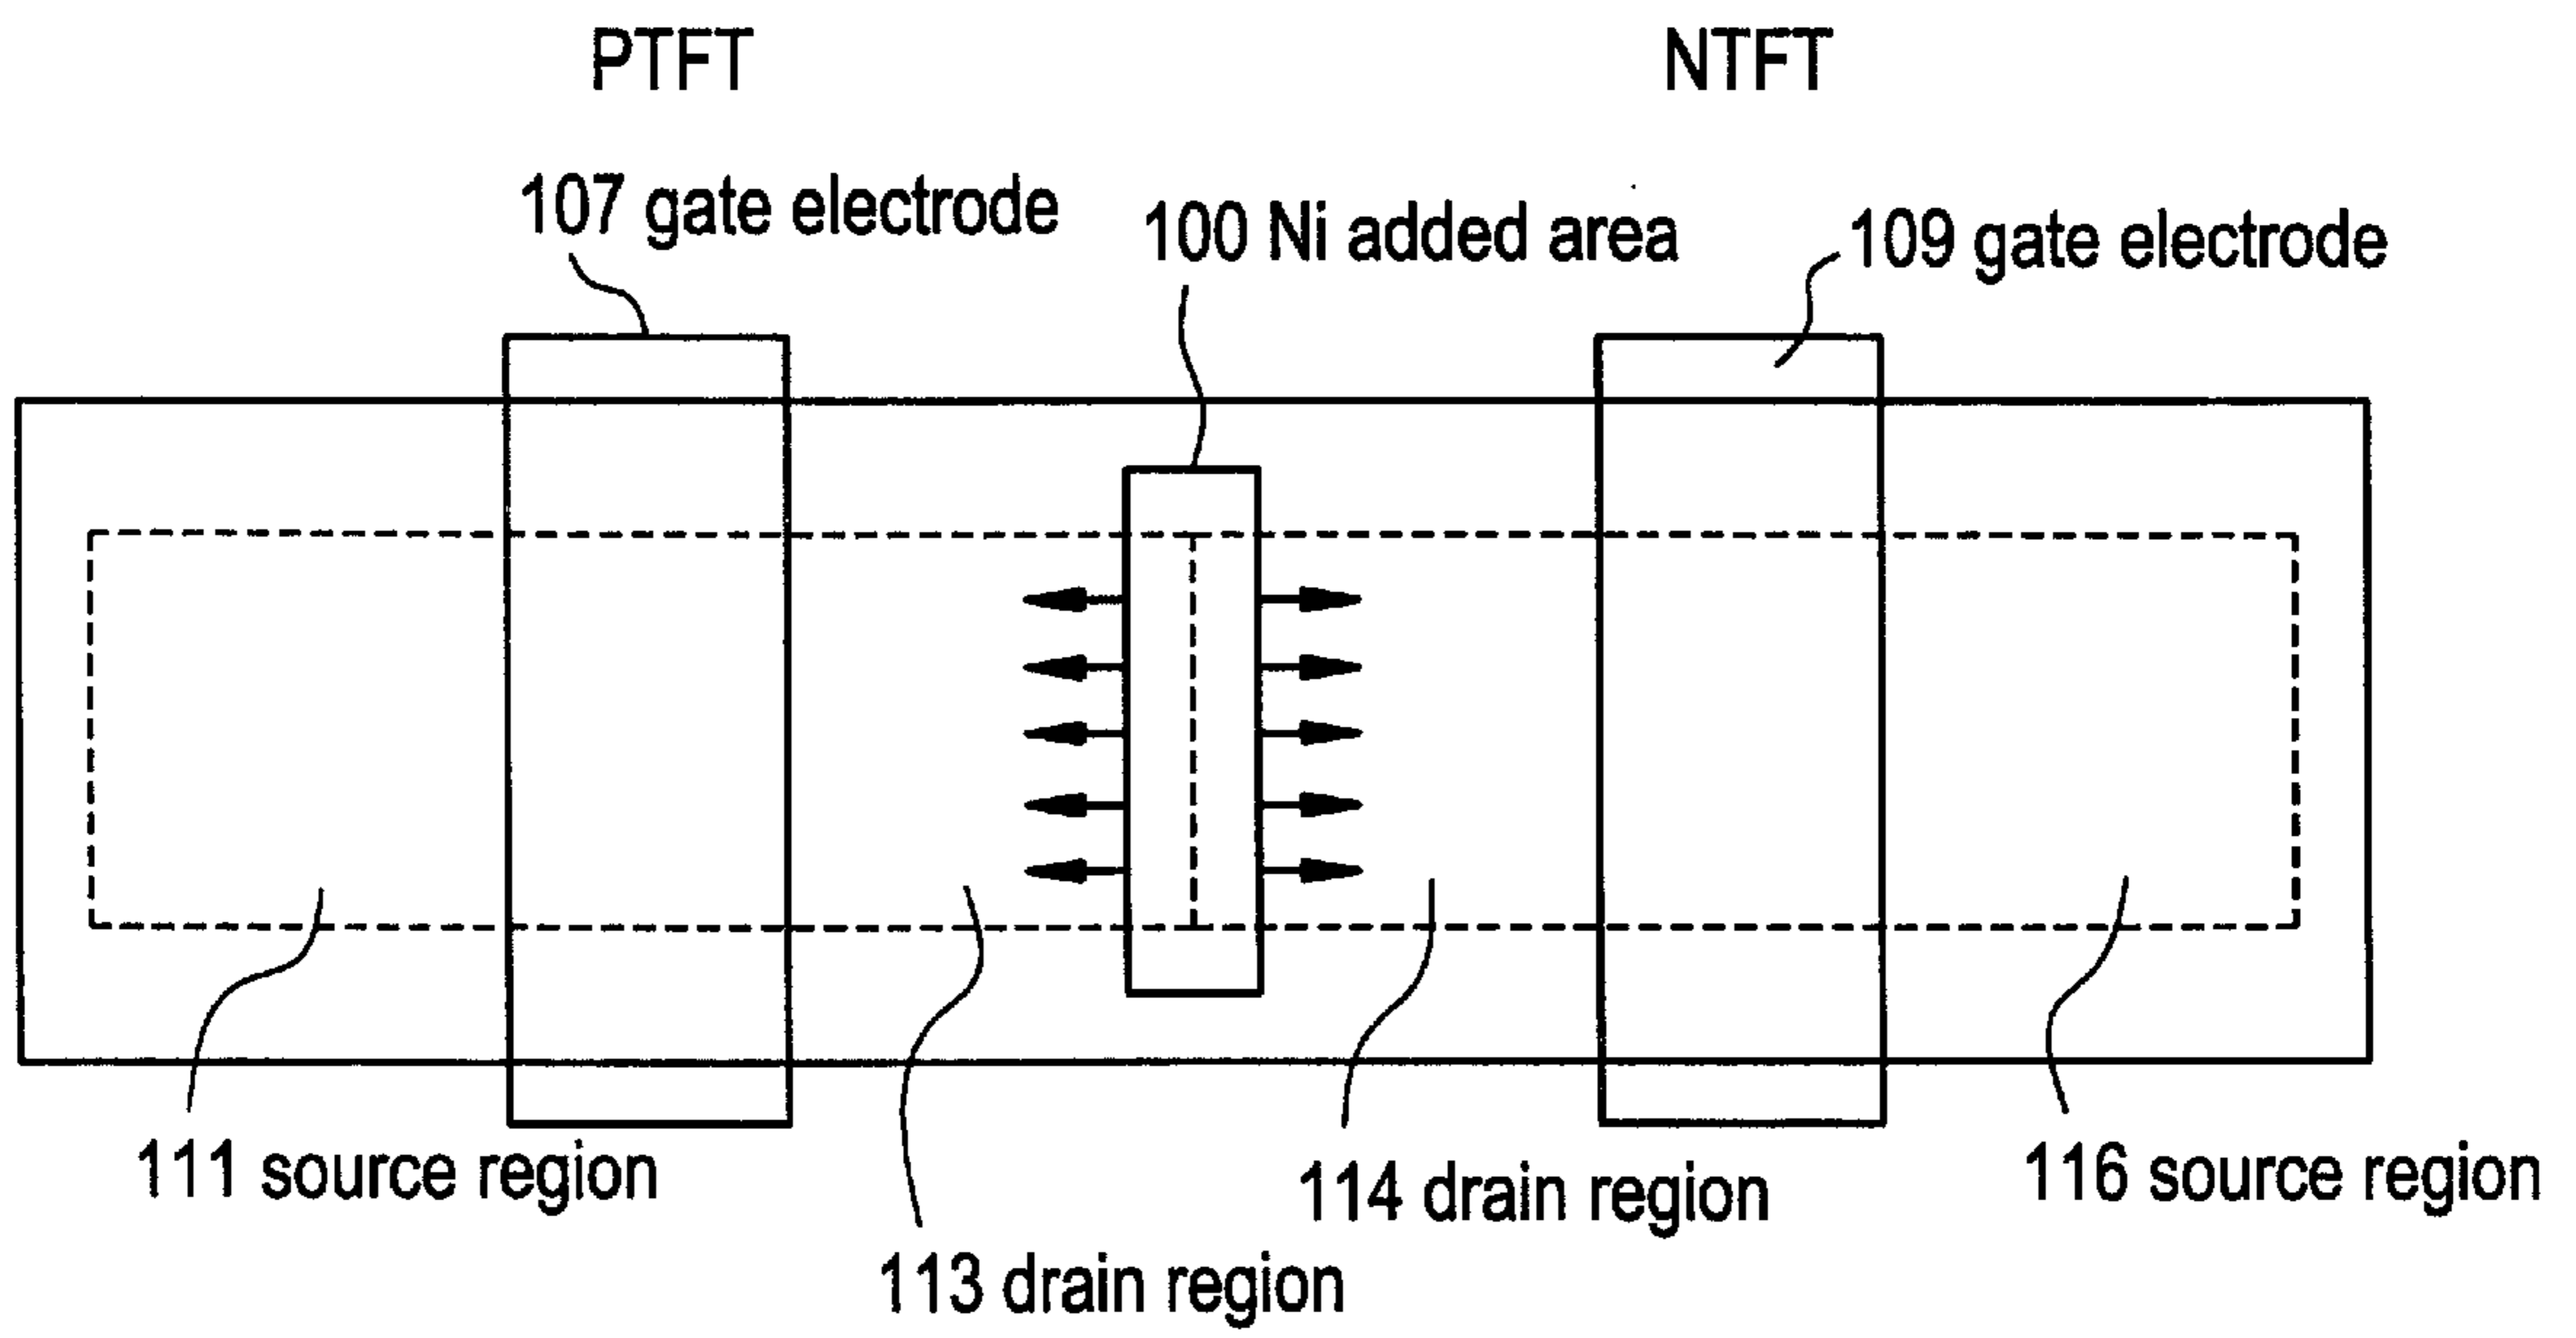 PTFT
NTFT
107 gate electrode
100 Ni added area
109 gate electrode
111 source region
113 drain region
114 drain region
116 source region